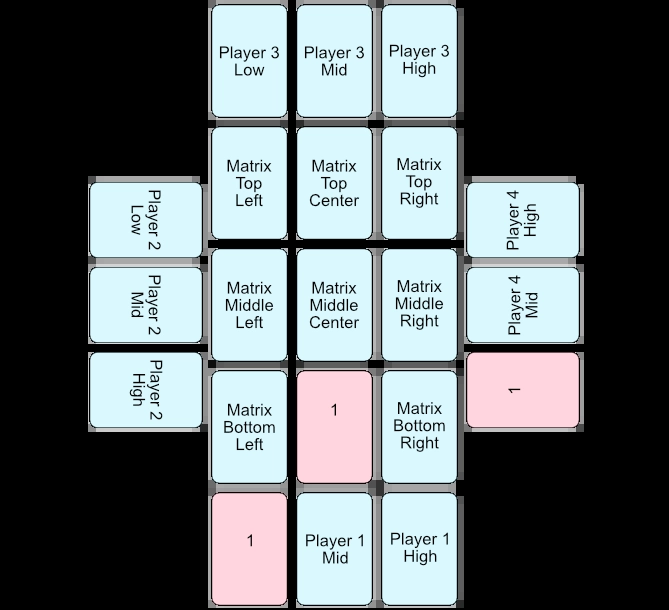 Player 3
Low
Player 3
Mid
Player 3
High
Matrix
Top
Left
Matrix
Top
Center
Matrix
Top
Right
Player 2
Low
Player 4
High
Matrix
Middle
Left
Matrix
Middle
Center
Matrix
Middle
Right
Player 2
Mid
Player 4
Mid
Player 2
High
Matrix
Bottom
Left
1
Matrix
Bottom
Right
1
1
Player 1
Mid
Player 1
High